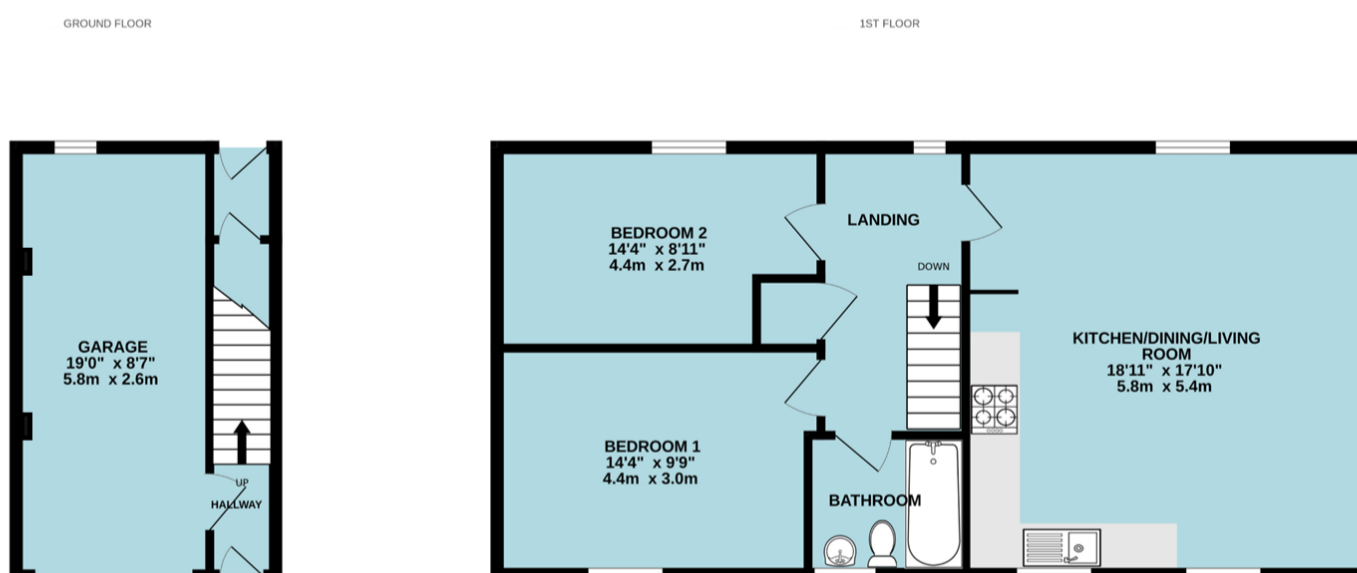 GROUND FLOOR
1ST FLOOR
GARAGE
19'0" x 8'7"
5.8m x 2.6m
UP
HALLWAY
BEDROOM 2
14'4" x 8'11"
4.4m x 2.7m
LANDING
DOWN
BEDROOM 1
14'4" x 9'9"
4.4m x 3.0m
BATHROOM
KITCHEN/DINING/LIVING
ROOM
18'11" x 17'10"
5.8m x 5.4m